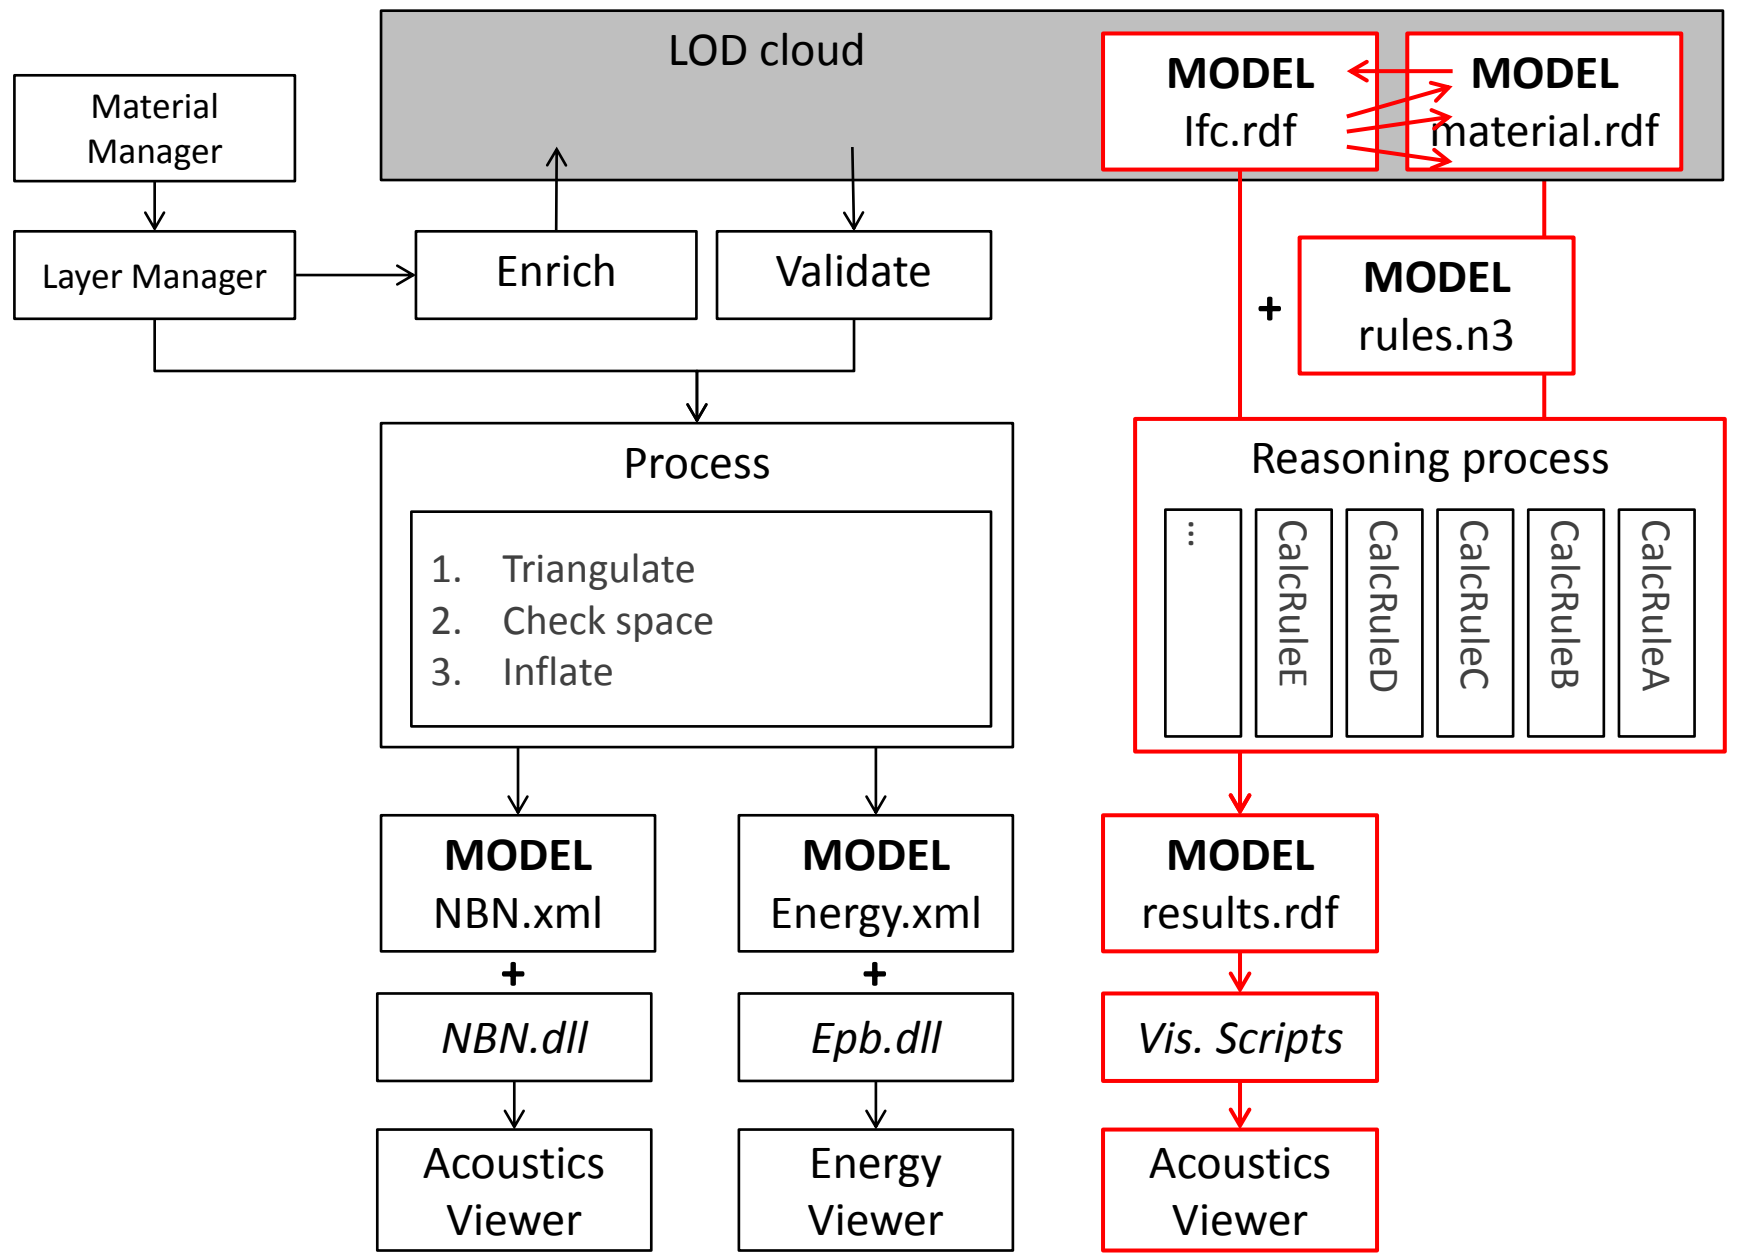 LOD cloud
MODEL
Ifc.rdf
MODEL
material.rdf
Material
Manager
Layer Manager
Enrich
Validate
+
MODEL
rules.n3
Process
1. Triangulate
2. Check space
3. Inflate
Reasoning process
...
CalcRuleE
CalcRuleD
CalcRuleC
CalcRuleB
CalcRuleA
MODEL
NBN.xml
+
NBN.dll
Acoustics
Viewer
MODEL
Energy.xml
+
Epb.dll
Energy
Viewer
MODEL
results.rdf
Vis. Scripts
Acoustics
Viewer